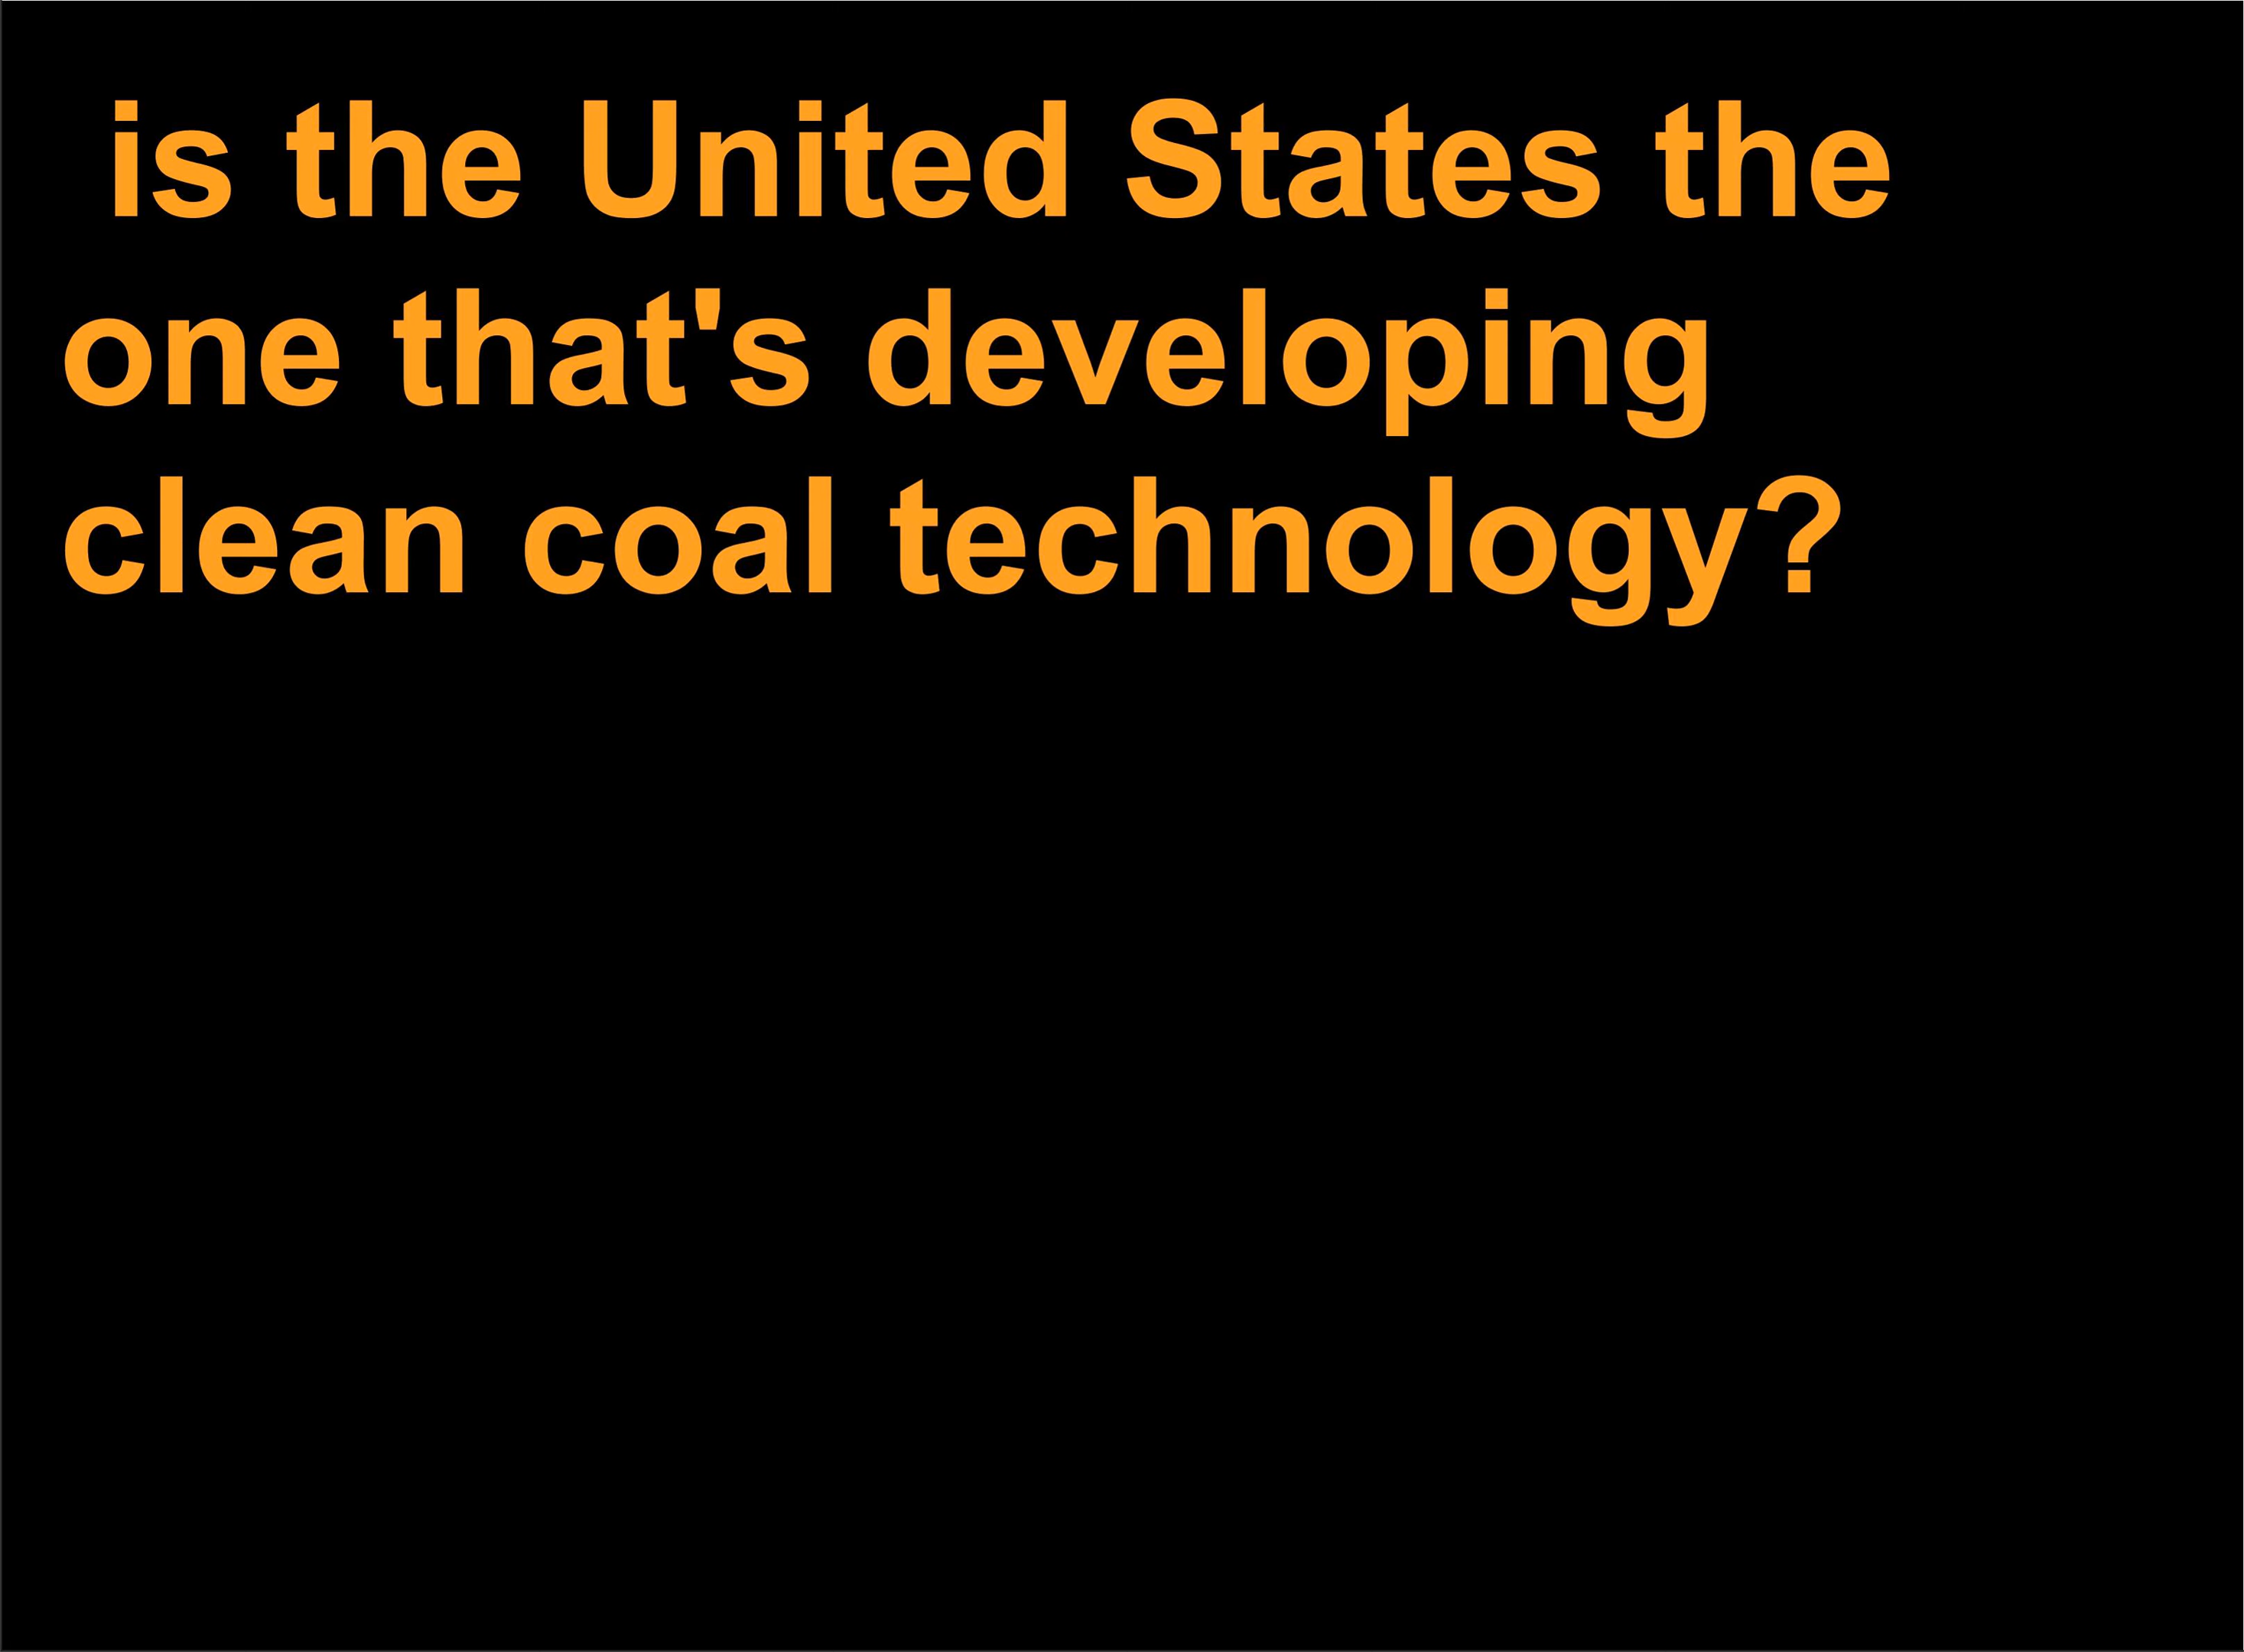 is the United States the
one that's developing
clean coal technology?